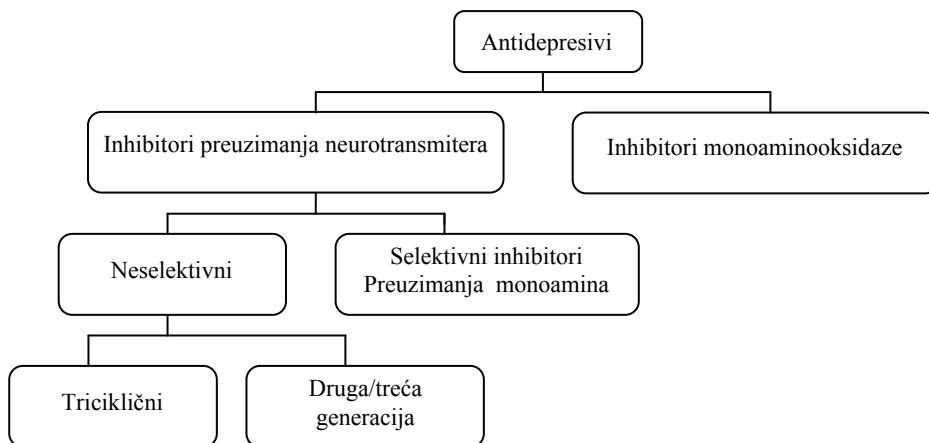 Antidepresivi
Inhibitori preuzimanja neurotransmitera
Inhibitori monoaminooksidaze
Neselektivni
Selektivni inhibitori
Preuzimanja monoamina
Triciklični
Druga/treća
generacija